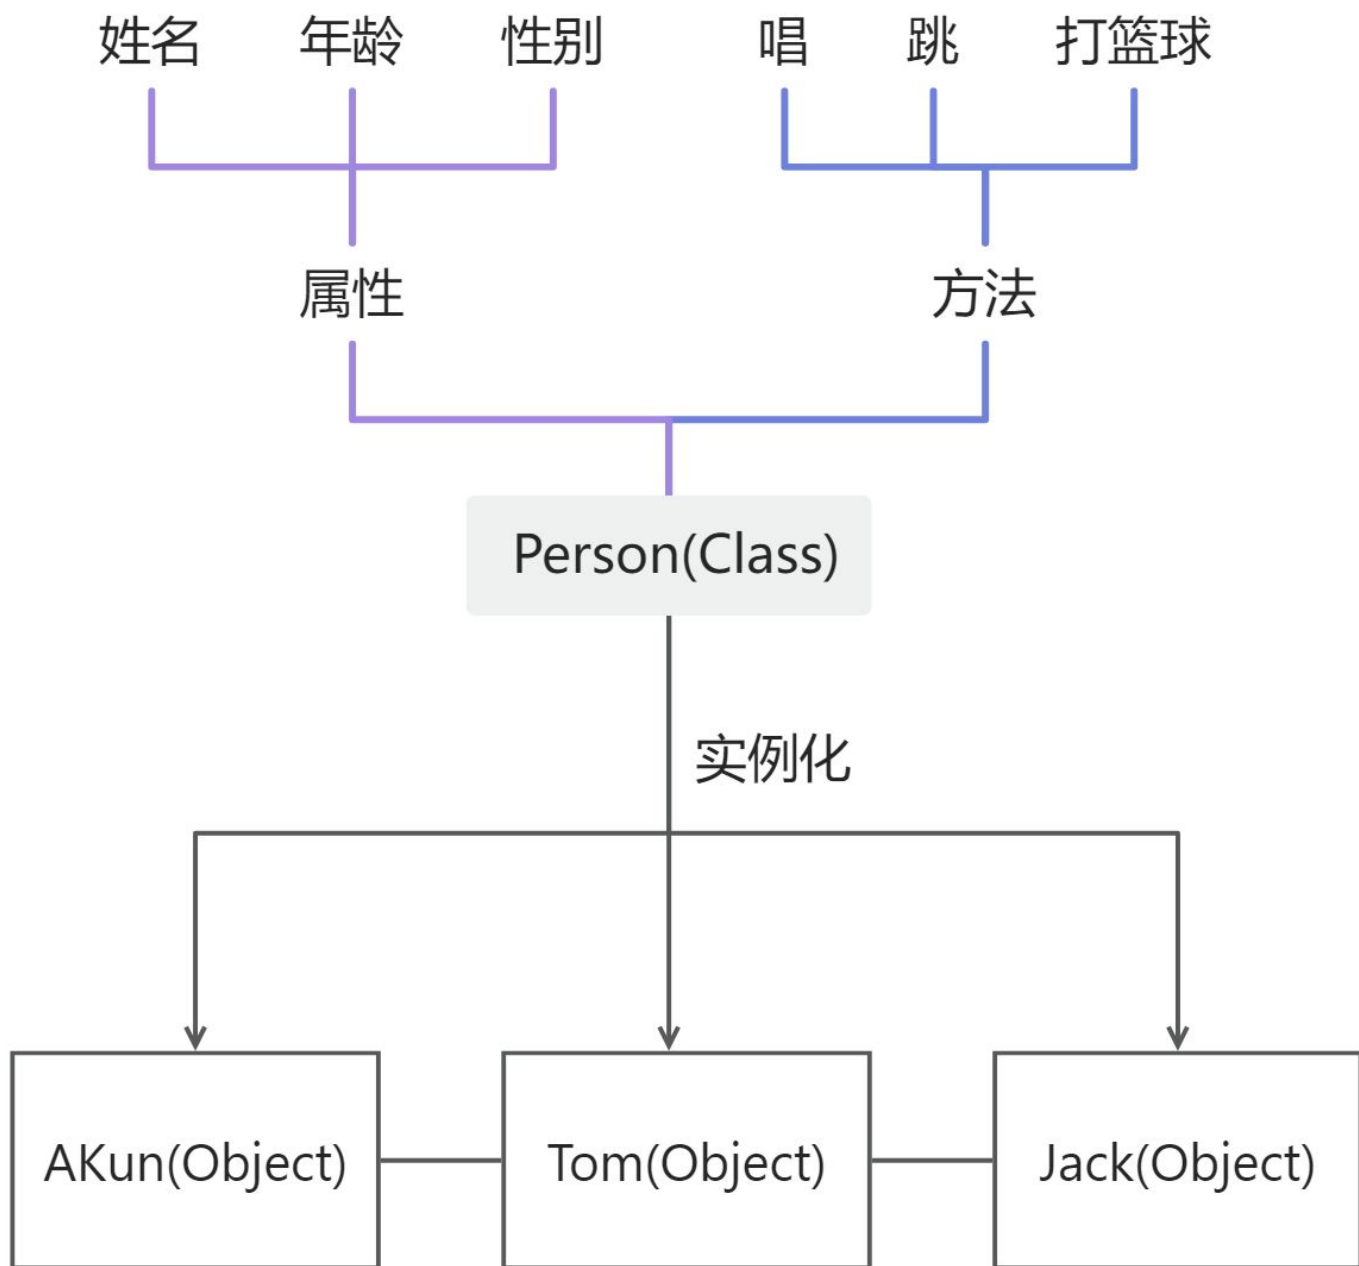 姓名 年龄 性别 唱 跳 打篮球
属性 方法
Person(Class)
实例化
AKun(Object) Tom(Object) Jack(Object)